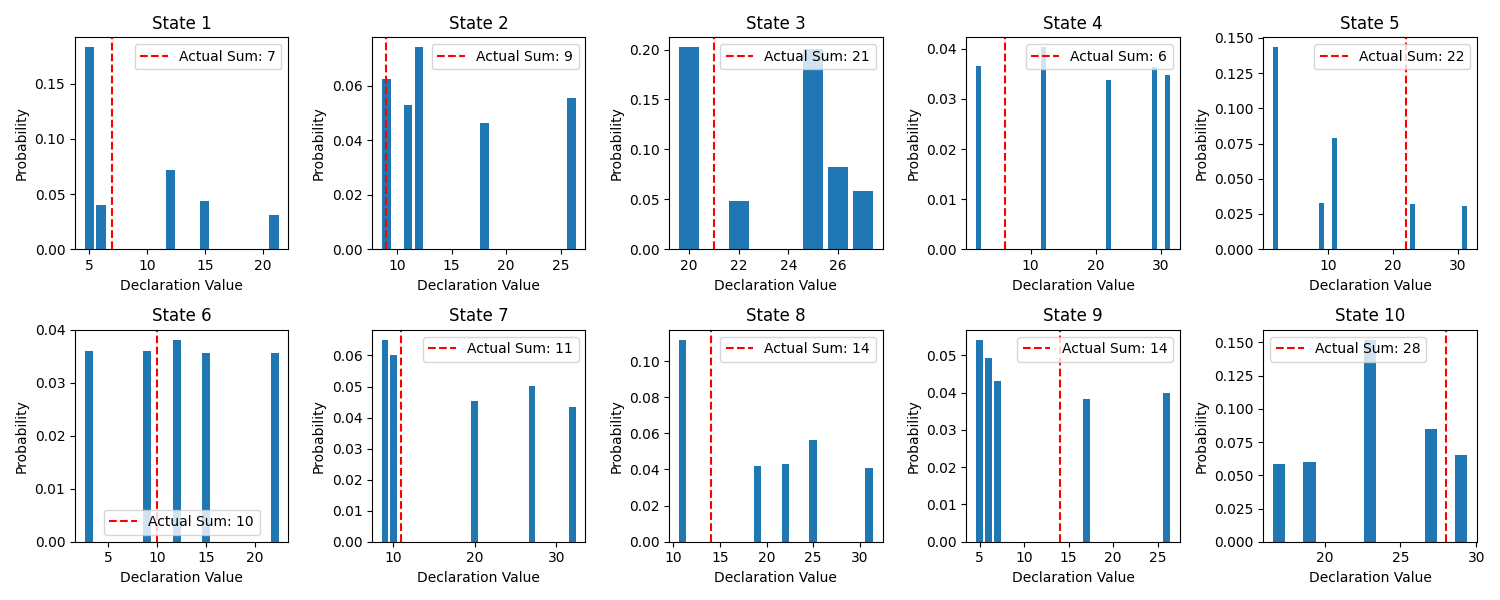 State 1
Actual Sum: 7
Probability
0.15
0.10
0.05
0.00
5 10 15 20
Declaration Value
State 2
Actual Sum: 9
Probability
0.06
0.04
0.02
0.00
10 15 20 25
Declaration Value
State 3
Actual Sum: 21
Probability
0.20
0.15
0.10
0.05
0.00
20 22 24 26
Declaration Value
State 4
Actual Sum: 6
Probability
0.04
0.03
0.02
0.01
0.00
10 20 30
Declaration Value
State 5
Actual Sum: 22
Probability
0.150
0.125
0.100
0.075
0.050
0.025
0.000
10 20 30
Declaration Value
State 6
Actual Sum: 10
Probability
0.04
0.03
0.02
0.01
0.00
5 10 15 20
Declaration Value
State 7
Actual Sum: 11
Probability
0.06
0.05
0.04
0.03
0.02
0.01
0.00
10 20 30
Declaration Value
State 8
Actual Sum: 14
Probability
0.10
0.08
0.06
0.04
0.02
0.00
10 15 20 25 30
Declaration Value
State 9
Actual Sum: 14
Probability
0.05
0.04
0.03
0.02
0.01
0.00
5 10 15 20 25
Declaration Value
State 10
Actual Sum: 28
Probability
0.150
0.125
0.100
0.075
0.050
0.025
0.000
20 25 30
Declaration Value